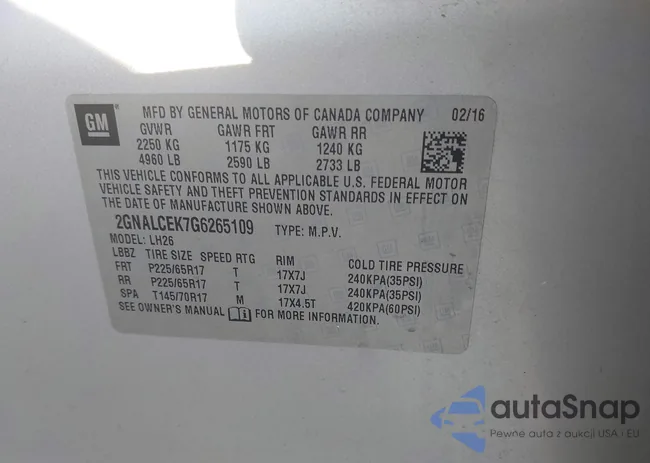 GM
MFD BY GENERAL MOTORS OF CANADA COMPANY 02/16
GVWR GAWR FRT GAWR RR
2250 KG 1175 KG 1240 KG
4960 LB 2590 LB 2733 LB
THIS VEHICLE CONFORMS TO ALL APPLICABLE U.S. FEDERAL MOTOR
VEHICLE SAFETY AND THEFT PREVENTION STANDARDS IN EFFECT ON
THE DATE OF MANUFACTURE SHOWN ABOVE.
2GNALCEK7G6265109 TYPE: M.P.V.
MODEL: LH26
LBBZ TIRE SIZE SPEED RTG RIM COLD TIRE PRESSURE
FRT P225/65R17 T 17X7J 240KPA(35PSI)
RR P225/65R17 T 17X7J 240KPA(35PSI)
SPA T145/70R17 M 17X4.5T 420KPA(60PSI)
SEE OWNER'S MANUAL FOR MORE INFORMATION.
autaSnap
Pewne auta z aukcji USA i EU